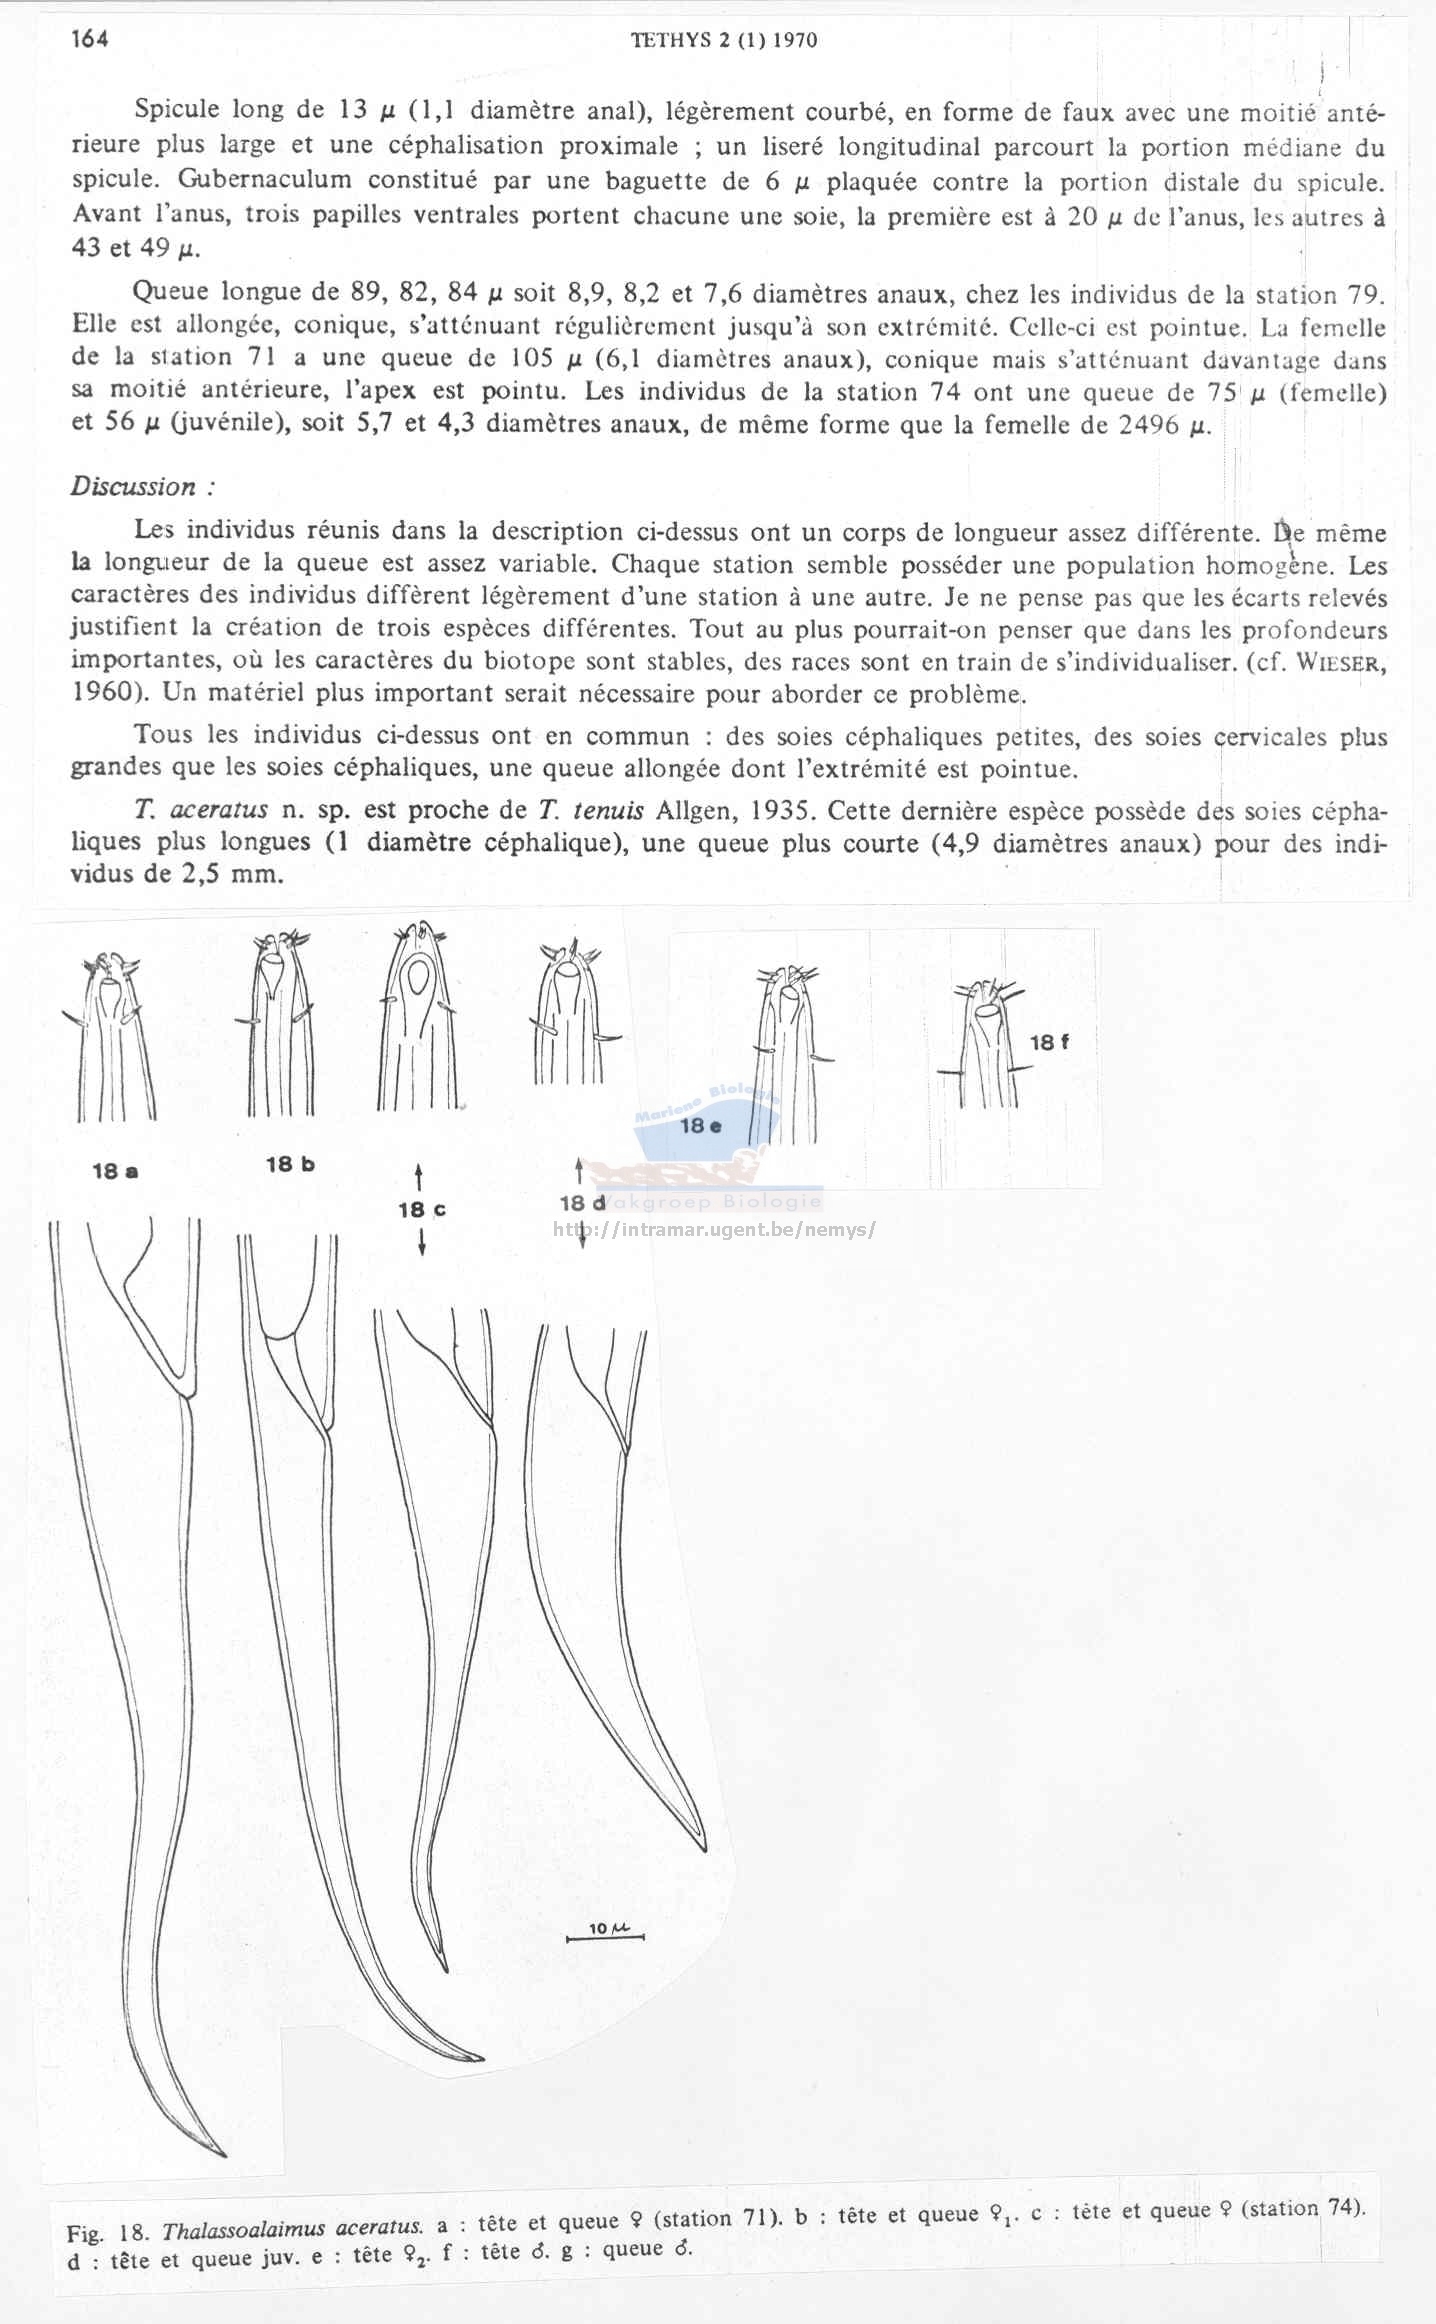 164
TETHYS 2 (1) 1970
Spicule long de 13 µ (1,1 diamètre anal), légèrement courbé, en forme de faux avec une moitié anté-
rieure plus large et une céphalisation proximale ; un liseré longitudinal parcourt la portion médiane du
spicule. Gubernaculum constitué par une baguette de 6 µ plaquée contre la portion distale du spicule.
Avant l'anus, trois papilles ventrales portent chacune une soie, la première est à 20 µ de l'anus, les autres à
43 et 49 µ.
Queue longue de 89, 82, 84 µ soit 8,9, 8,2 et 7,6 diamètres anaux, chez les individus de la station 79.
Elle est allongée, conique, s'atténuant régulièrement jusqu'à son extrémité. Celle-ci est pointue. La femelle
de la station 71 a une queue de 105 µ (6,1 diamètres anaux), conique mais s'atténuant davantage dans
sa moitié antérieure, l'apex est pointu. Les individus de la station 74 ont une queue de 75 µ (femelle)
et 56 µ (juvénile), soit 5,7 et 4,3 diamètres anaux, de même forme que la femelle de 2496 µ.
Discussion :
Les individus réunis dans la description ci-dessus ont un corps de longueur assez différente. De même
la longueur de la queue est assez variable. Chaque station semble posséder une population homogène. Les
caractères des individus diffèrent légèrement d'une station à une autre. Je ne pense pas que les écarts relevés
justifient la création de trois espèces différentes. Tout au plus pourrait-on penser que dans les profondeurs
importantes, où les caractères du biotope sont stables, des races sont en train de s'individualiser. (cf. WIESER,
1960). Un matériel plus important serait nécessaire pour aborder ce problème.
Tous les individus ci-dessus ont en commun : des soies céphaliques petites, des soies cervicales plus
grandes que les soies céphaliques, une queue allongée dont l'extrémité est pointue.
T. aceratus n. sp. est proche de T. tenuis Allgen, 1935. Cette dernière espèce possède des soies cépha-
liques plus longues (1 diamètre céphalique), une queue plus courte (4,9 diamètres anaux) pour des indi-
vidus de 2,5 mm.
18 f
Mariene Biologie
18 e
18 a
18 b
18 c
18 d
Vakgroep Biologie
http://intramar.ugent.be/nemys/
10 µ
Fig. 18. Thalassoalaimus aceratus. a : tête et queue ♀ (station 71). b : tête et queue ♀₁. c : tête et queue ♀ (station 74).
d : tête et queue juv. e : tête ♀₂. f : tête ♂. g : queue ♂.